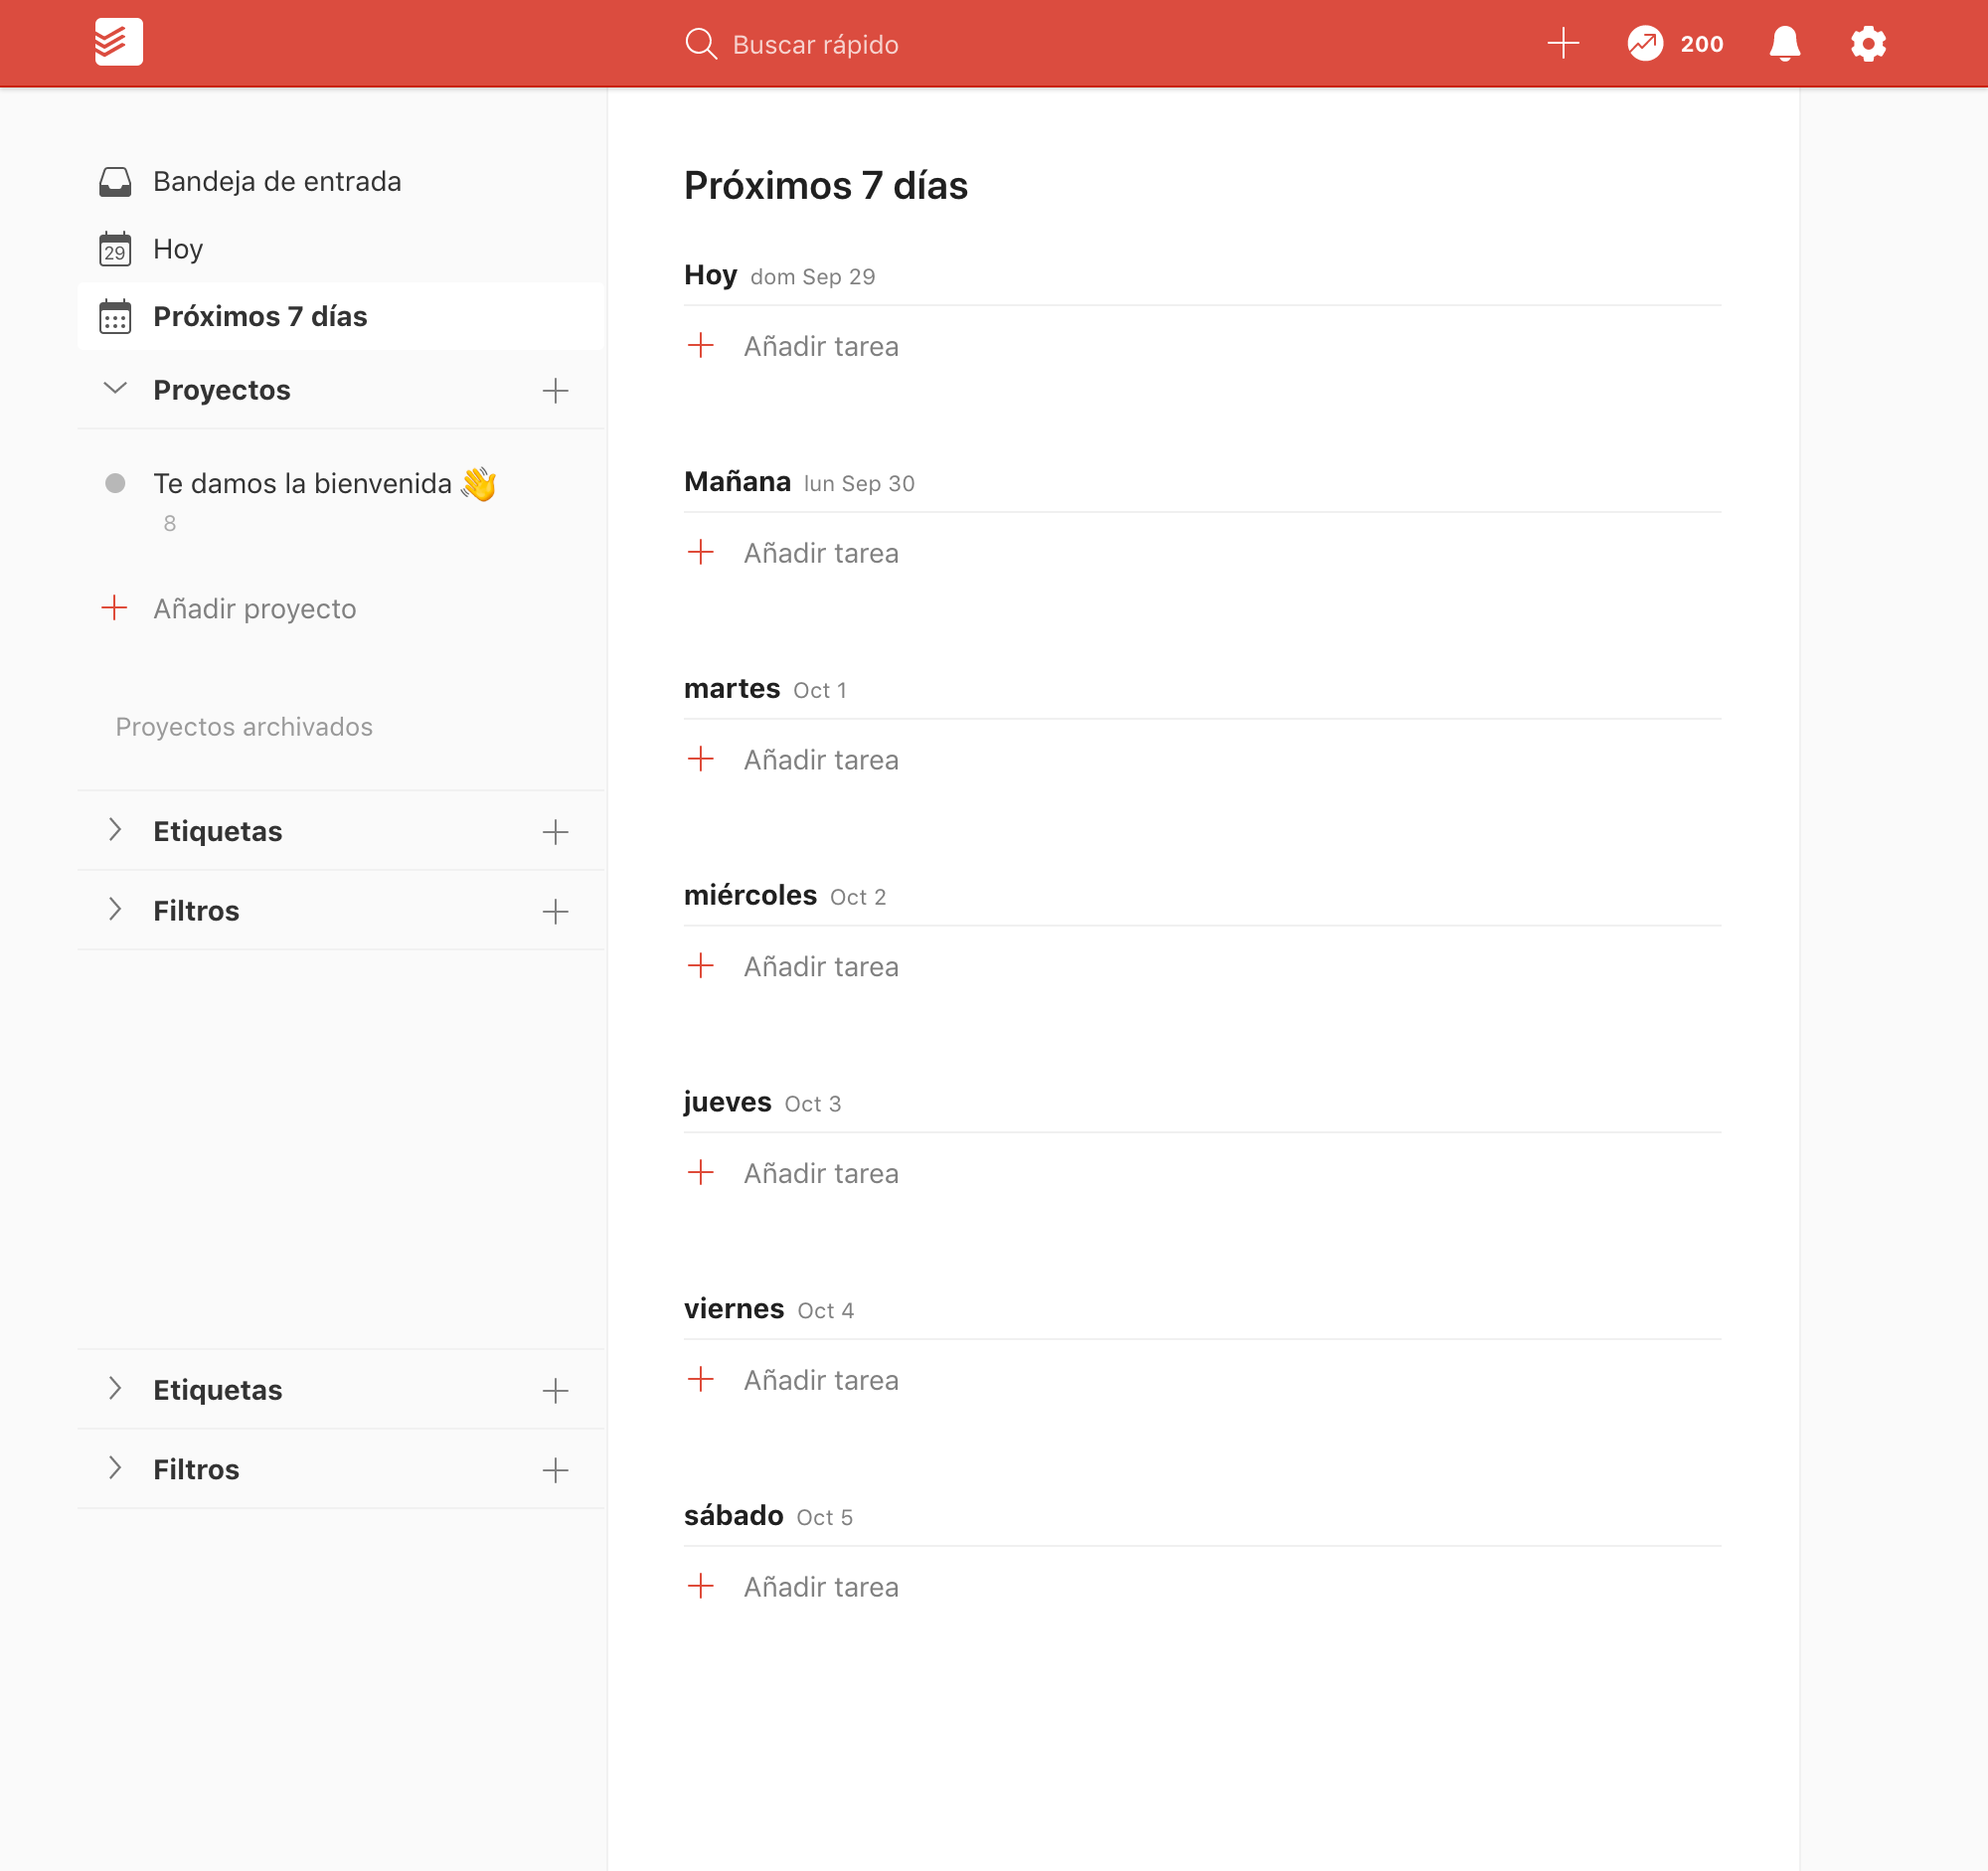 Buscar rápido
200
Bandeja de entrada
29
Hoy
Próximos 7 días
Proyectos
Te damos la bienvenida 👋
8
Añadir proyecto
Proyectos archivados
Etiquetas
Filtros
Etiquetas
Filtros
Próximos 7 días
Hoy dom Sep 29
Añadir tarea
Mañana lun Sep 30
Añadir tarea
martes Oct 1
Añadir tarea
miércoles Oct 2
Añadir tarea
jueves Oct 3
Añadir tarea
viernes Oct 4
Añadir tarea
sábado Oct 5
Añadir tarea